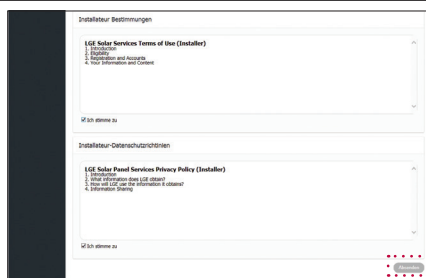 Installateur Bestimmungen
LGE Solar Services Terms of Use (Installer)
1. Introduction
2. Eligibility
3. Registration and Accounts
4. Your Information and Content
Ich stimme zu
Installateur-Datenschutzrichtlinien
LGE Solar Panel Services Privacy Policy (Installer)
1. Introduction
2. What information does LGE obtain?
3. How will LGE use the information it obtains?
4. Information Sharing
Ich stimme zu